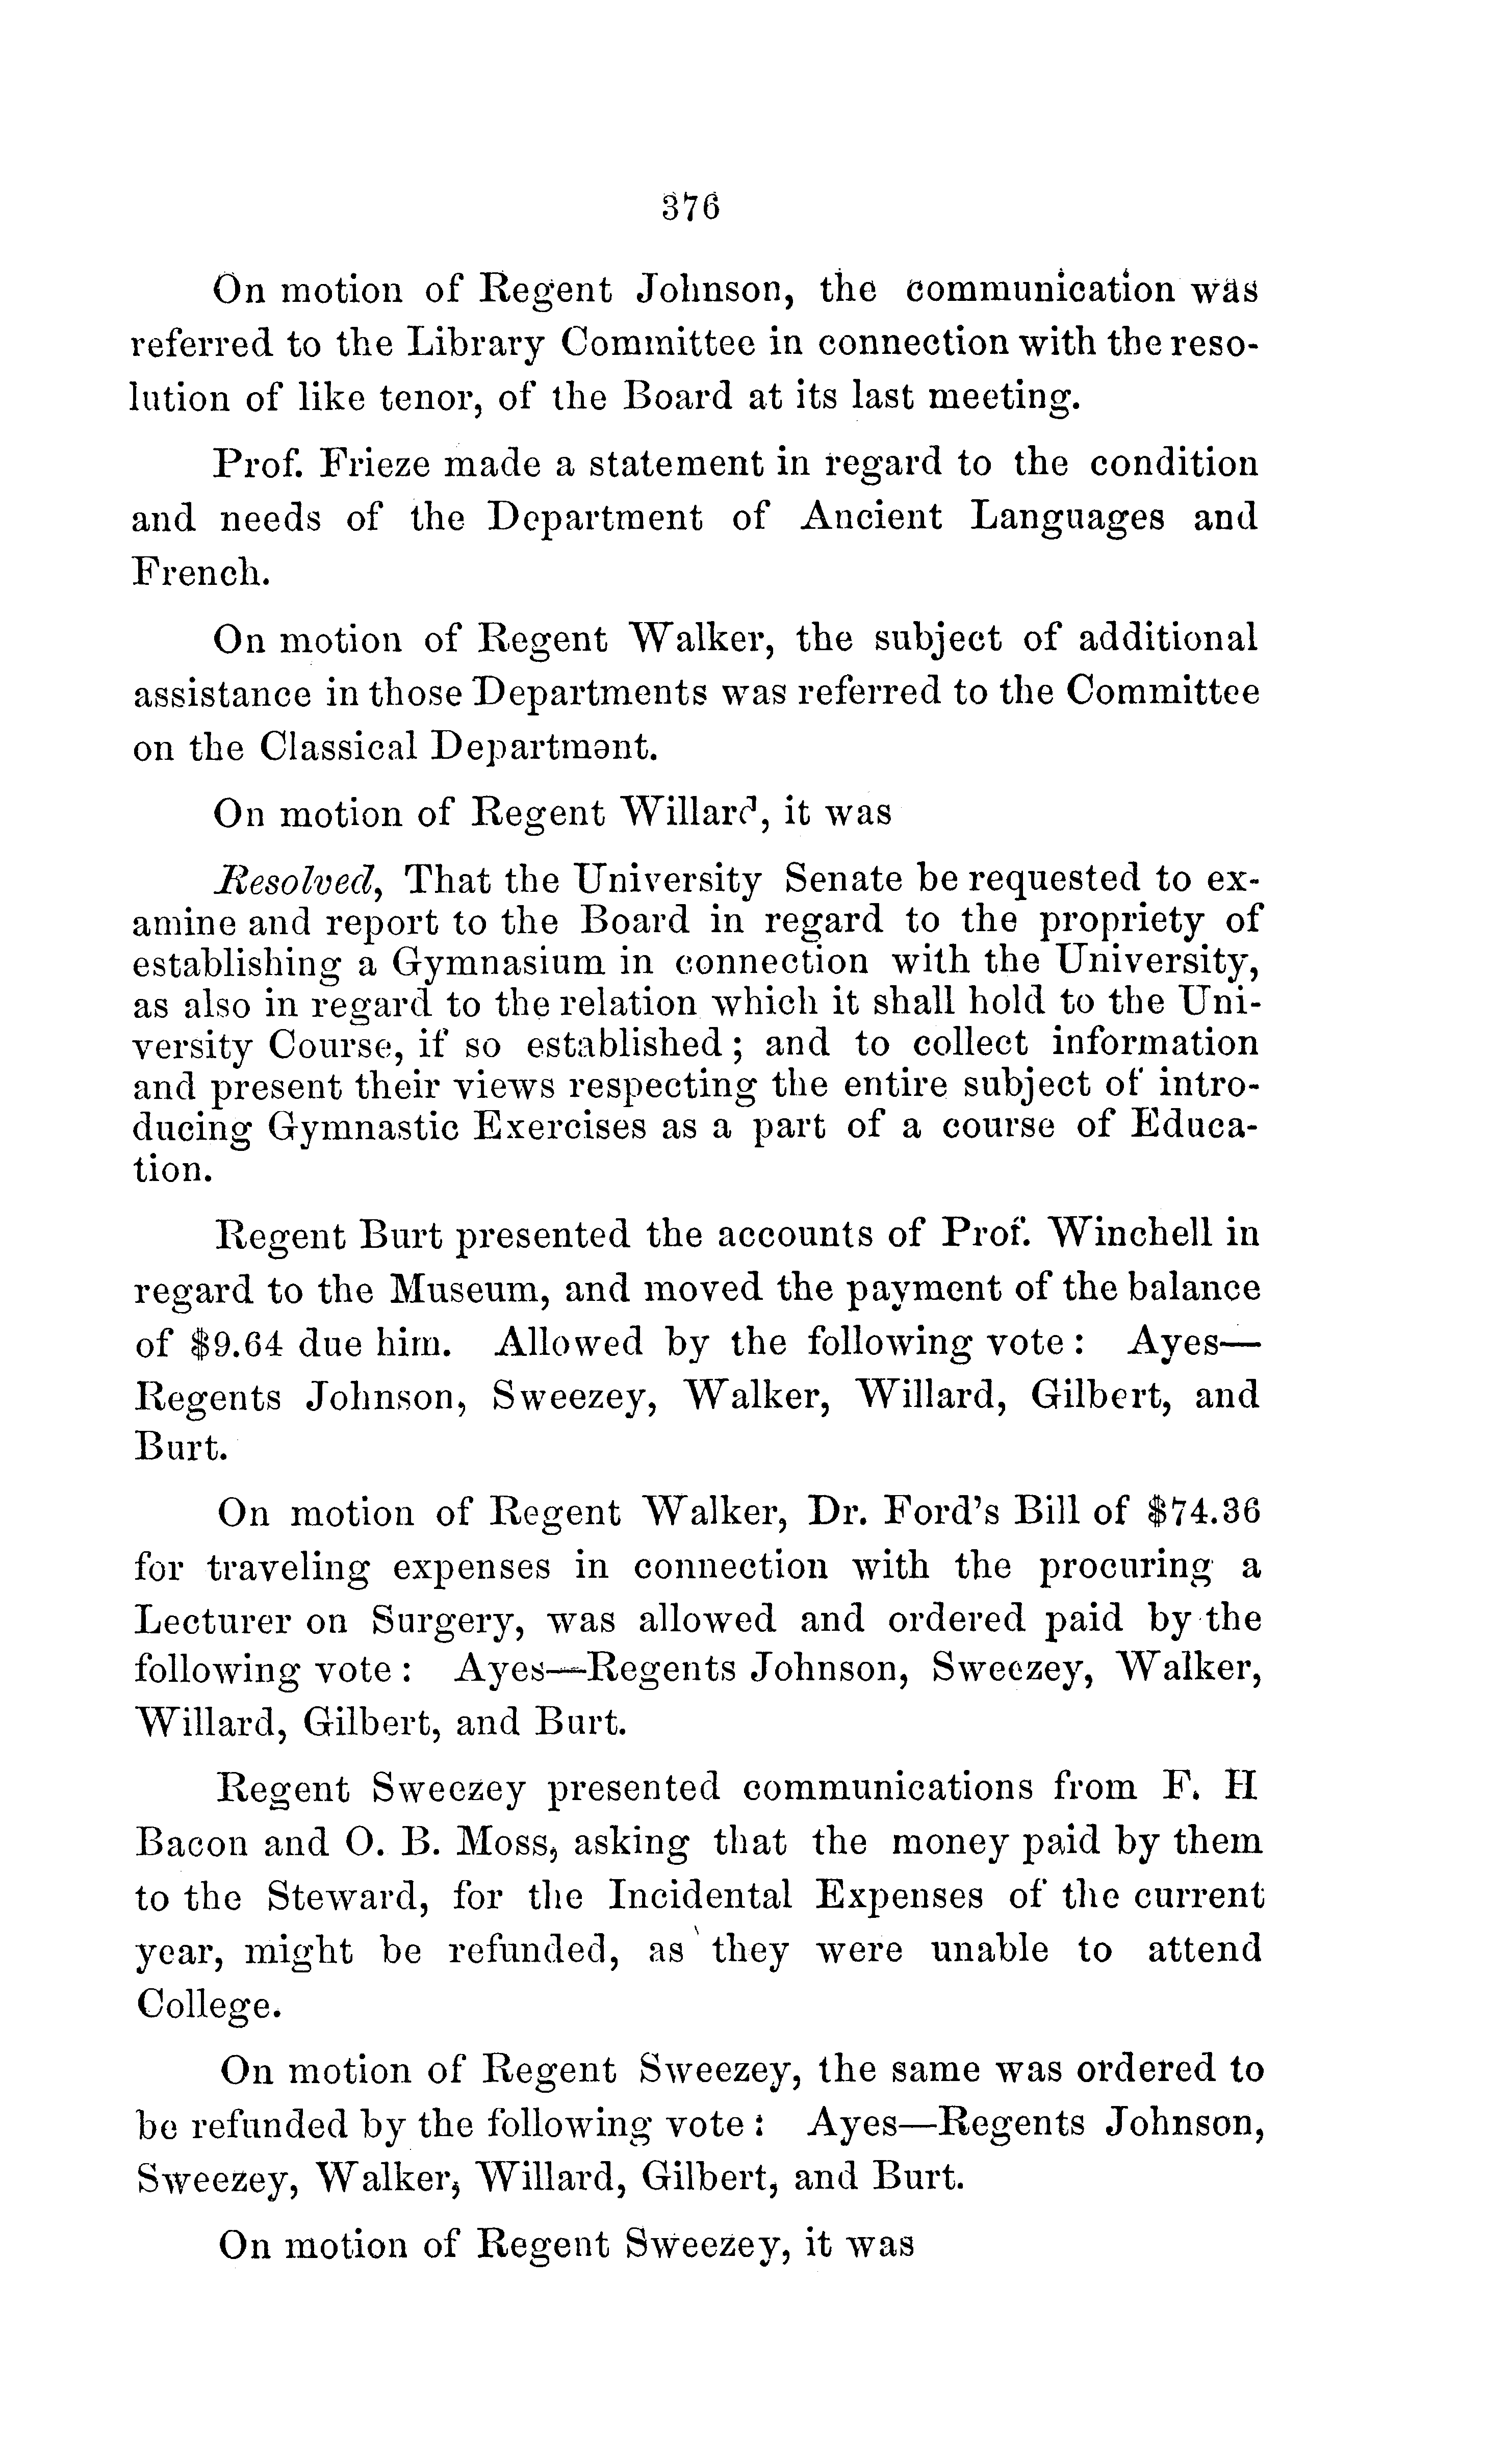 376
On motion of Regent Johnson, the communication was
referred to the Library Committee in connection with the reso-
lution of like tenor, of the Board at its last meeting.
Prof. Frieze made a statement in regard to the condition
and needs of the Department of Ancient Languages and
French.
On motion of Regent Walker, the subject of additional
assistance in those Departments was referred to the Committee
on the Classical Department.
On motion of Regent Willard, it was
Resolved, That the University Senate be requested to ex-
amine and report to the Board in regard to the propriety of
establishing a Gymnasium in connection with the University,
as also in regard to the relation which it shall hold to the Uni-
versity Course, if so established; and to collect information
and present their views respecting the entire subject of intro-
ducing Gymnastic Exercises as a part of a course of Educa-
tion.
Regent Burt presented the accounts of Prof. Winchell in
regard to the Museum, and moved the payment of the balance
of $9.64 due him. Allowed by the following vote: Ayes—
Regents Johnson, Sweezey, Walker, Willard, Gilbert, and
Burt.
On motion of Regent Walker, Dr. Ford's Bill of $74.36
for traveling expenses in connection with the procuring a
Lecturer on Surgery, was allowed and ordered paid by the
following vote: Ayes—Regents Johnson, Sweezey, Walker,
Willard, Gilbert, and Burt.
Regent Sweezey presented communications from F. H
Bacon and O. B. Moss, asking that the money paid by them
to the Steward, for the Incidental Expenses of the current
year, might be refunded, as they were unable to attend
College.
On motion of Regent Sweezey, the same was ordered to
be refunded by the following vote: Ayes—Regents Johnson,
Sweezey, Walker, Willard, Gilbert, and Burt.
On motion of Regent Sweezey, it was